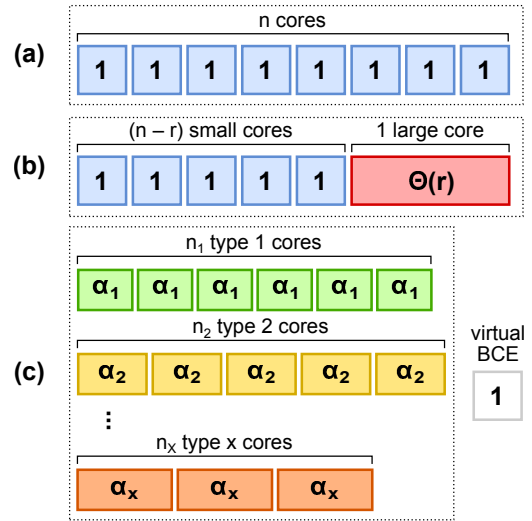 n cores
(a) 1 1 1 1 1 1 1 1
(n – r) small cores 1 large core
(b) 1 1 1 1 1 Θ(r)
n₁ type 1 cores
α₁ α₁ α₁ α₁ α₁ α₁
n₂ type 2 cores
(c) α₂ α₂ α₂ α₂ α₂
⋮
nₓ type x cores
αₓ αₓ αₓ
virtual
BCE
1